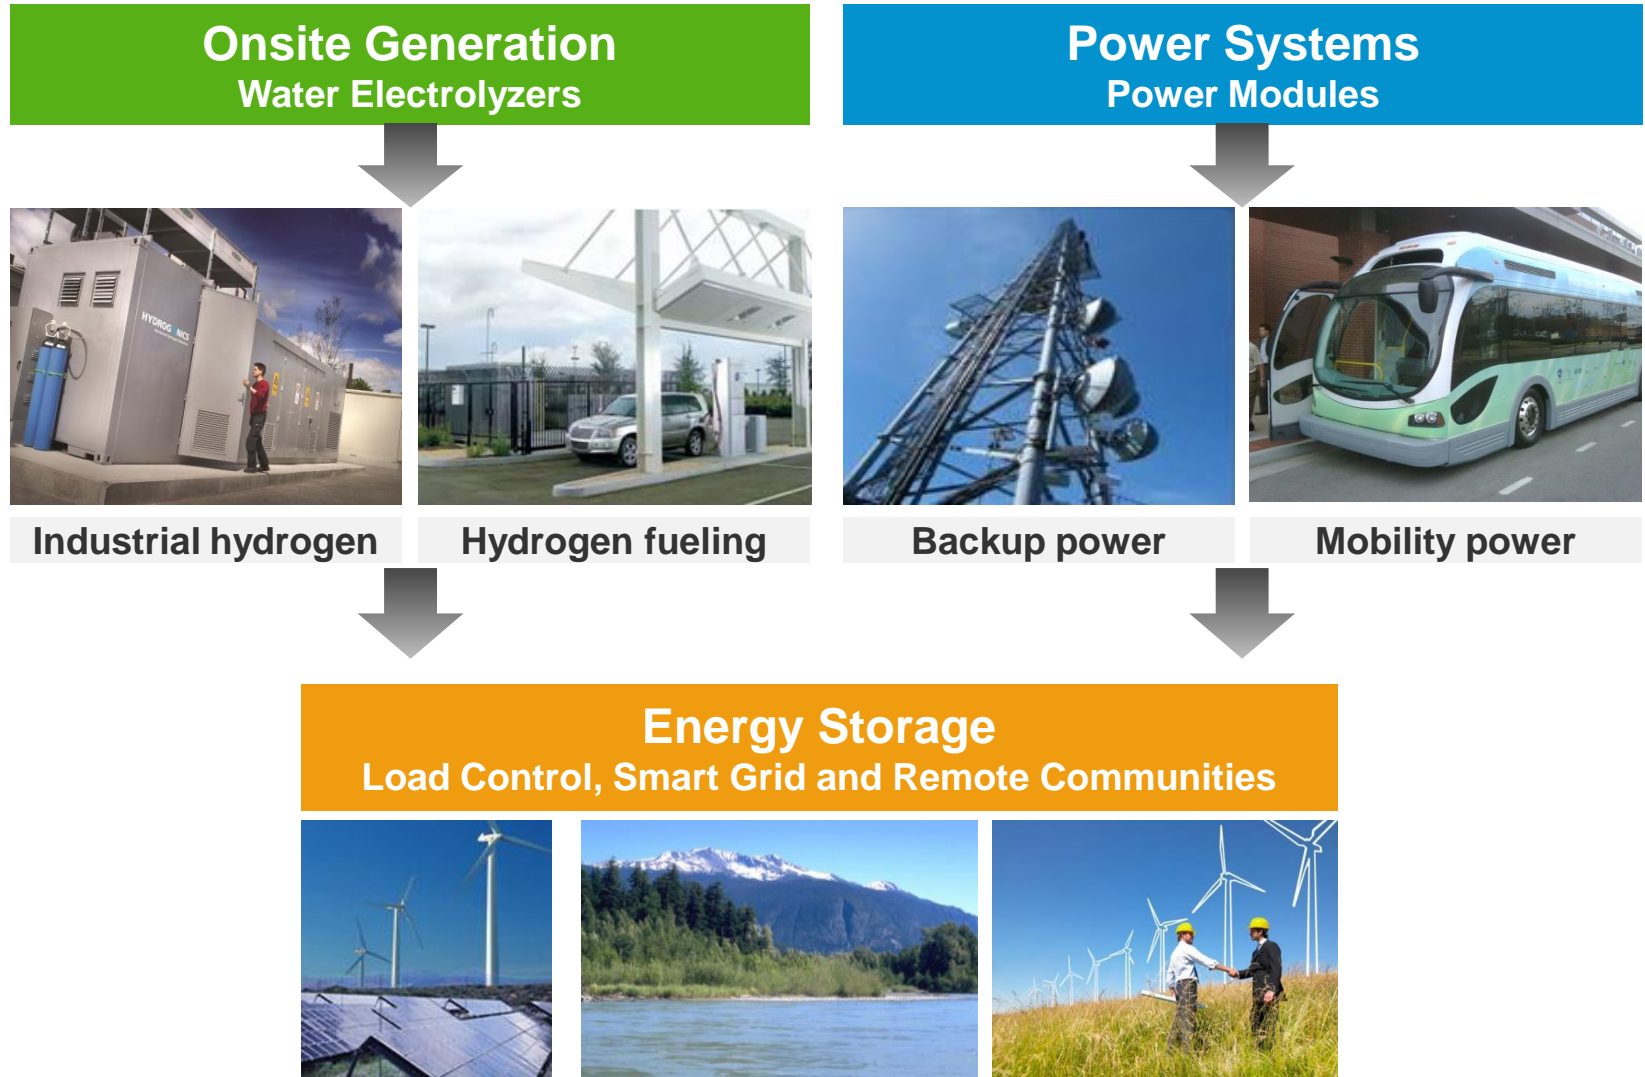 Onsite Generation
Water Electrolyzers
Power Systems
Power Modules
HYDROGENICS
Industrial hydrogen
Hydrogen fueling
Backup power
Mobility power
Energy Storage
Load Control, Smart Grid and Remote Communities